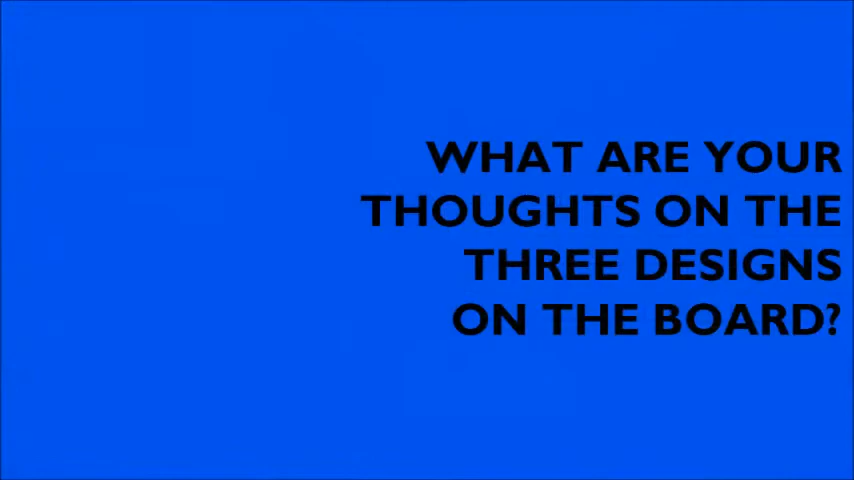 WHAT ARE YOUR
THOUGHTS ON THE
THREE DESIGNS
ON THE BOARD?